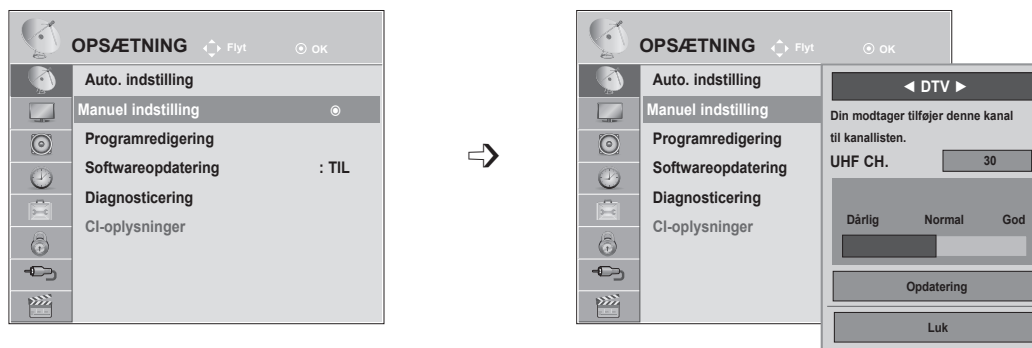 OPSÆTNING Flyt OK
Auto. indstilling
Manuel indstilling
Programredigering
Softwareopdatering : TIL
Diagnosticering
CI-oplysninger
OPSÆTNING Flyt OK
Auto. indstilling
Manuel indstilling
Programredigering
Softwareopdatering
Diagnosticering
CI-oplysninger
◄ DTV ►
Din modtager tilføjer denne kanal
til kanallisten.
UHF CH. 30
Dårlig Normal God
Opdatering
Luk